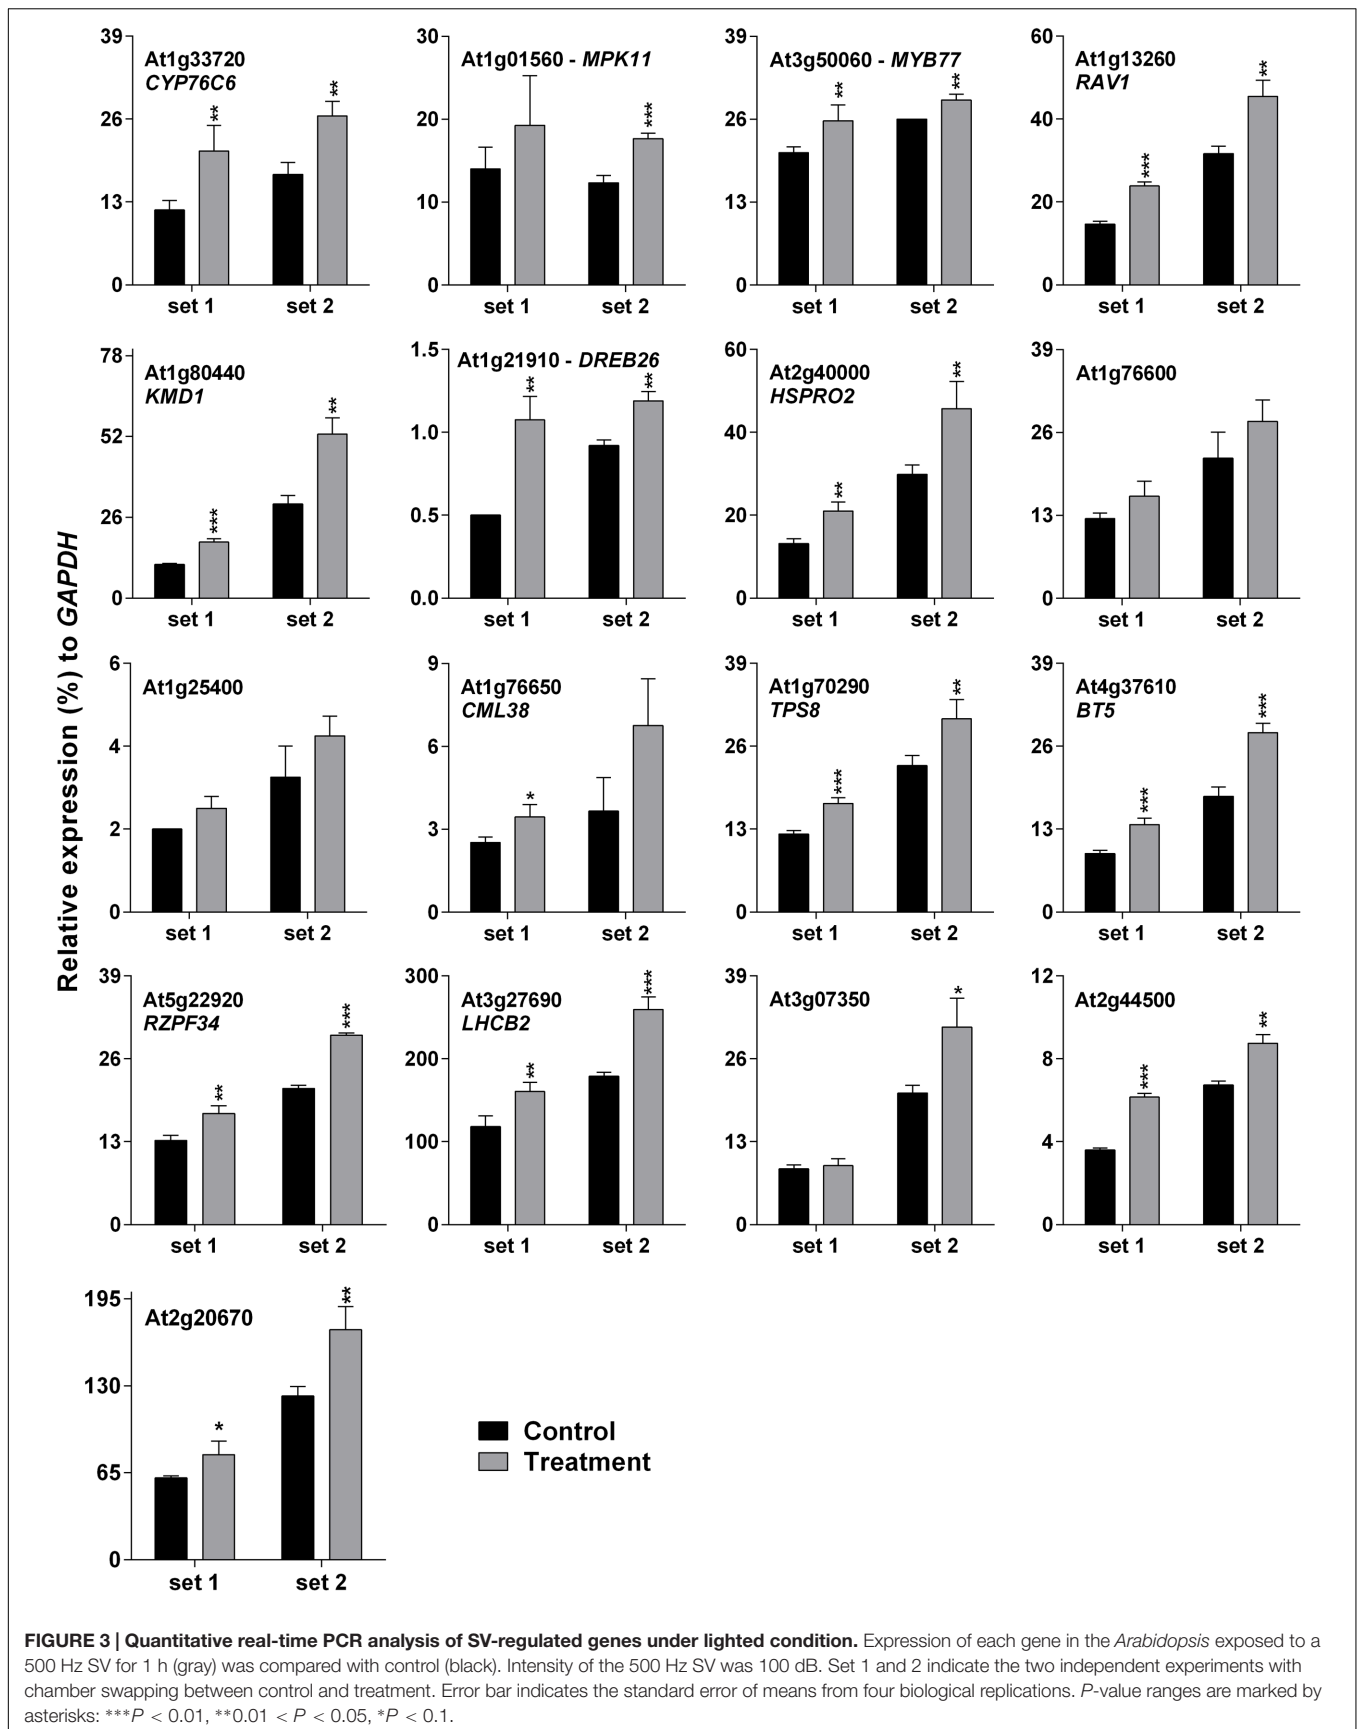 Relative expression (%) to GAPDH
39
26
13
0
At1g33720
CYP76C6
**
**
set 1
set 2
30
20
10
0
At1g01560 - MPK11
***
set 1
set 2
39
26
13
0
At3g50060 - MYB77
**
**
set 1
set 2
60
40
20
0
At1g13260
RAV1
***
**
set 1
set 2
78
52
26
0
At1g80440
KMD1
***
**
set 1
set 2
1.5
1.0
0.5
0.0
At1g21910 - DREB26
**
**
set 1
set 2
60
40
20
0
At2g40000
HSPRO2
**
**
set 1
set 2
39
26
13
0
At1g76600
set 1
set 2
6
4
2
0
At1g25400
set 1
set 2
9
6
3
0
At1g76650
CML38
*
set 1
set 2
39
26
13
0
At1g70290
TPS8
***
**
set 1
set 2
39
26
13
0
At4g37610
BT5
***
***
set 1
set 2
39
26
13
0
At5g22920
RZPF34
**
***
set 1
set 2
300
200
100
0
At3g27690
LHCB2
**
***
set 1
set 2
39
26
13
0
At3g07350
*
set 1
set 2
12
8
4
0
At2g44500
***
**
set 1
set 2
195
130
65
0
At2g20670
*
**
set 1
set 2
Control
Treatment
FIGURE 3 | Quantitative real-time PCR analysis of SV-regulated genes under lighted condition. Expression of each gene in the Arabidopsis exposed to a
500 Hz SV for 1 h (gray) was compared with control (black). Intensity of the 500 Hz SV was 100 dB. Set 1 and 2 indicate the two independent experiments with
chamber swapping between control and treatment. Error bar indicates the standard error of means from four biological replications. P-value ranges are marked by
asterisks: ***P < 0.01, **0.01 < P < 0.05, *P < 0.1.